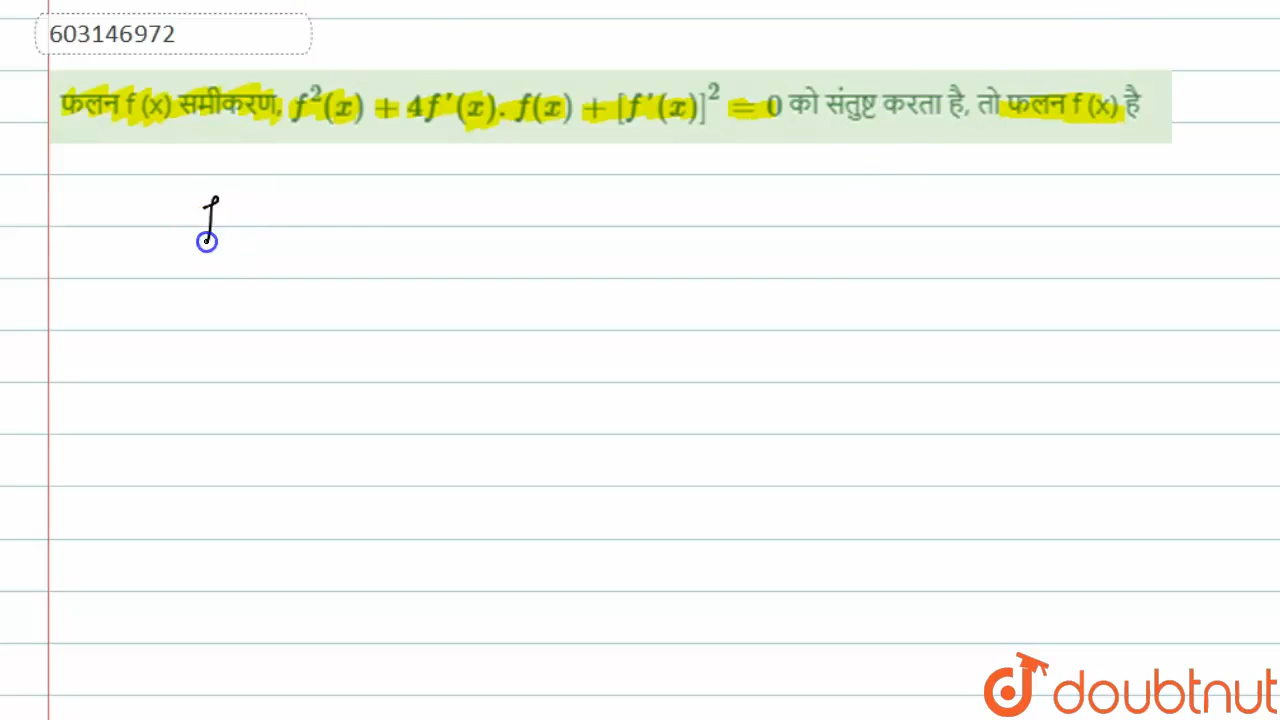 603146972
फलन f (x) समीकरण, f²(x) + 4f′(x). f(x) + [f′(x)]² = 0 को संतुष्ट करता है, तो फलन f (x) है
f
doubtnut